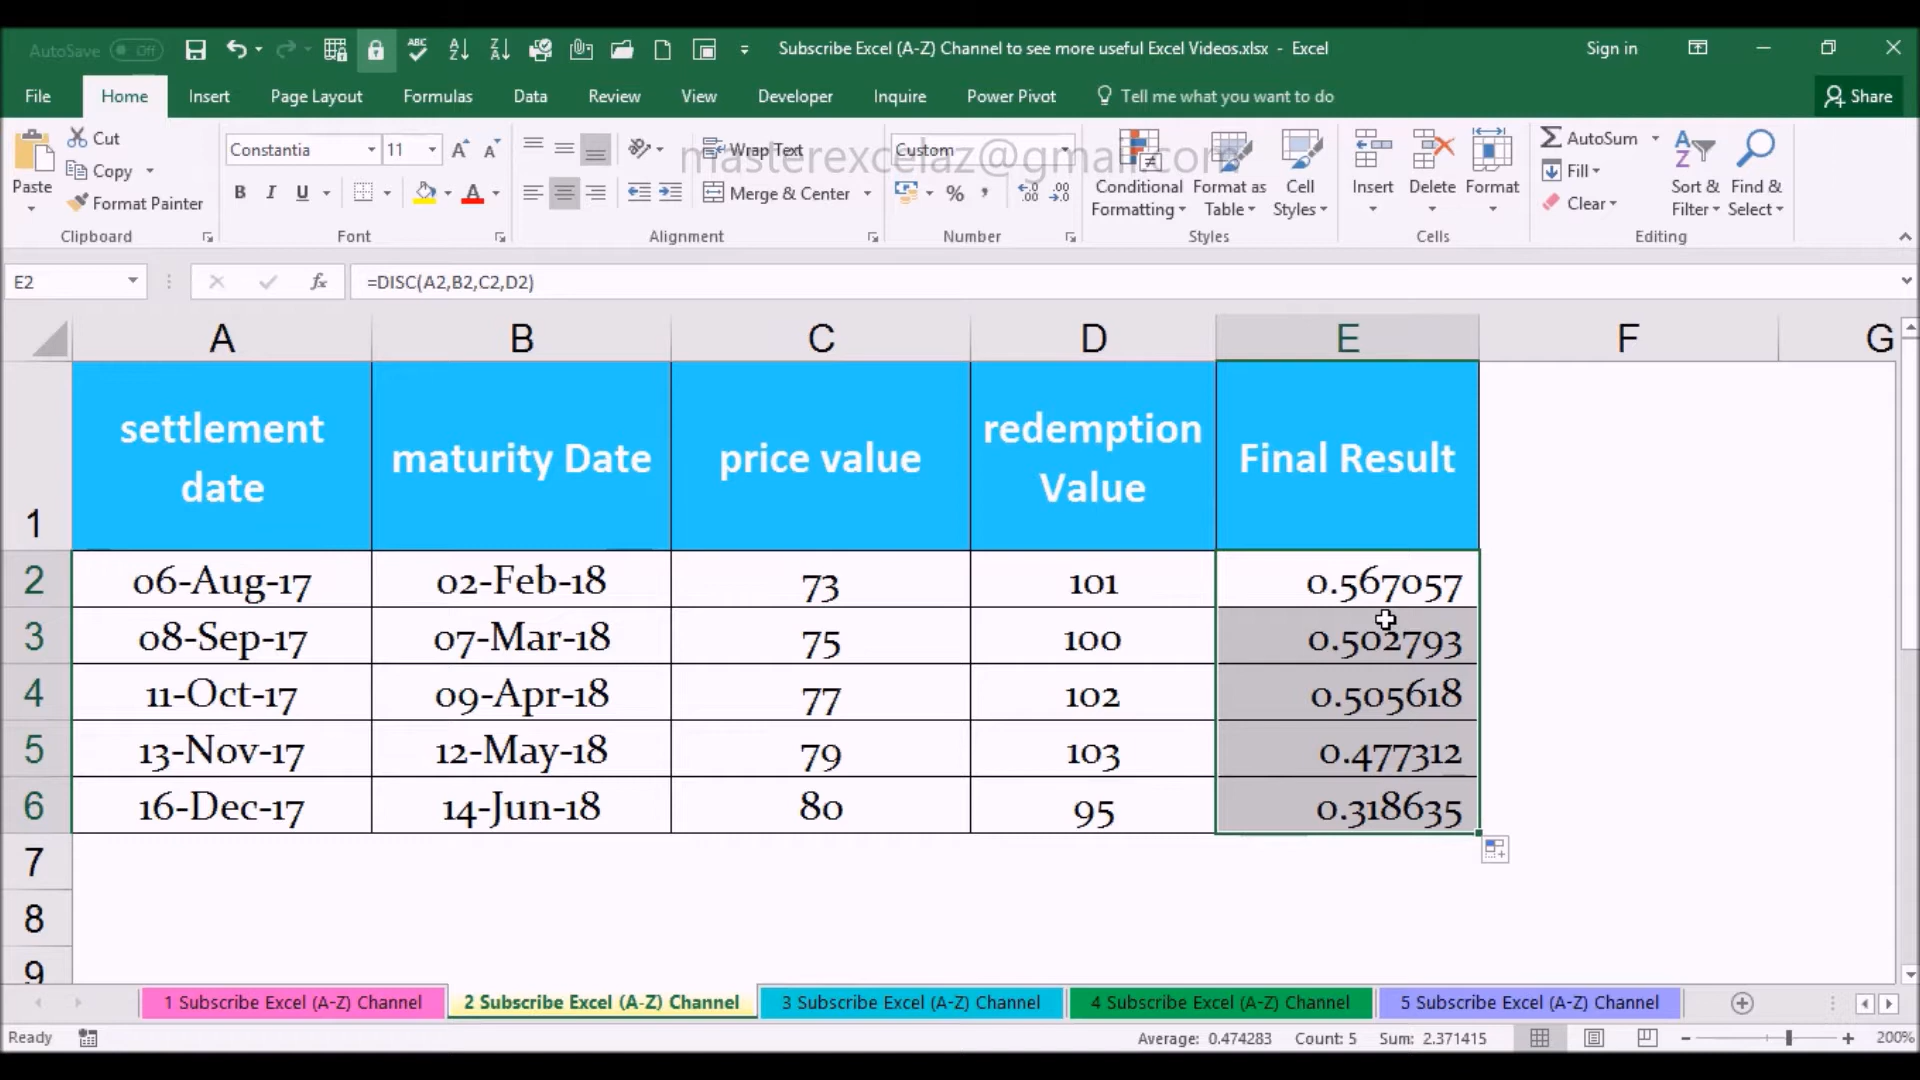 AutoSave Off Subscribe Excel (A-Z) Channel to see more useful Excel Videos.xlsx - Excel Sign in
File Home Insert Page Layout Formulas Data Review View Developer Inquire Power Pivot Tell me what you want to do Share
Paste Cut Copy Format Painter Clipboard
Constantia 11 B I U Font
Wrap Text Merge & Center Alignment
Custom % Number
masterexcelaz@gmail.com
Conditional Formatting Format as Table Cell Styles Styles
Insert Delete Format Cells
AutoSum Fill Clear Sort & Filter Find & Select Editing
E2 fx =DISC(A2,B2,C2,D2)
A B C D E F G
1 settlement date maturity Date price value redemption Value Final Result
2 06-Aug-17 02-Feb-18 73 101 0.567057
3 08-Sep-17 07-Mar-18 75 100 0.502793
4 11-Oct-17 09-Apr-18 77 102 0.505618
5 13-Nov-17 12-May-18 79 103 0.477312
6 16-Dec-17 14-Jun-18 80 95 0.318635
7
8
9
1 Subscribe Excel (A-Z) Channel 2 Subscribe Excel (A-Z) Channel 3 Subscribe Excel (A-Z) Channel 4 Subscribe Excel (A-Z) Channel 5 Subscribe Excel (A-Z) Channel
Ready Average: 0.474283 Count: 5 Sum: 2.371415 200%